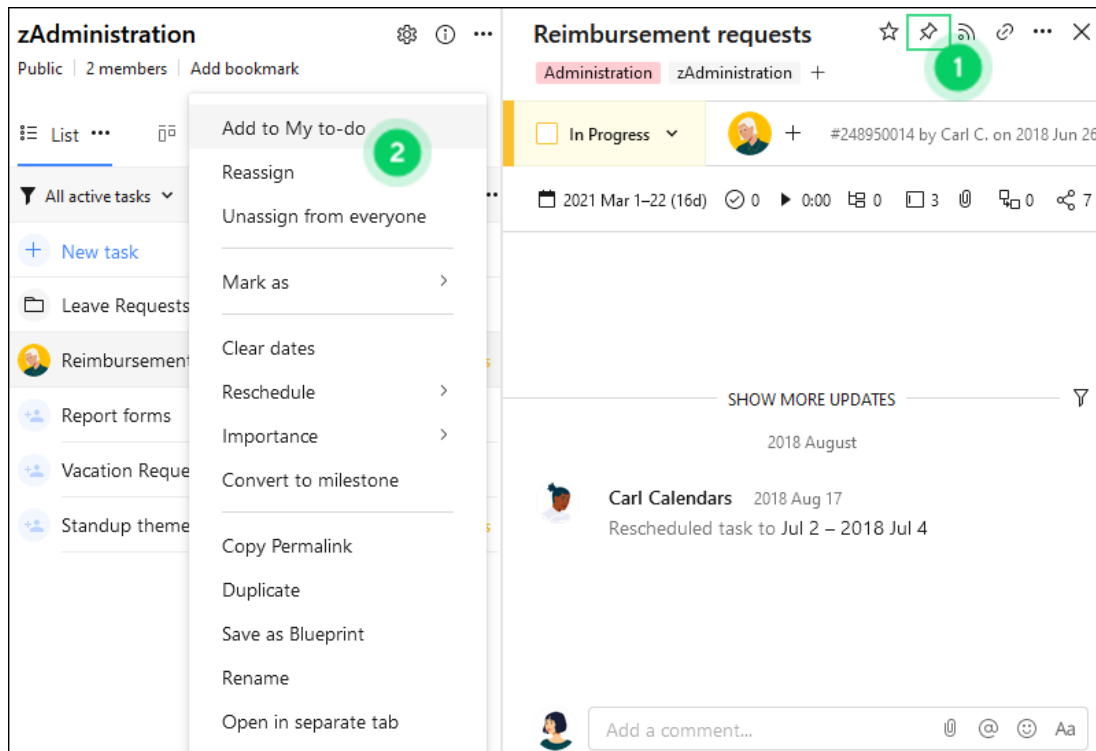 zAdministration
Public | 2 members | Add bookmark
List
All active tasks
New task
Leave Requests
Reimbursement
Report forms
Vacation Reque
Standup theme
Add to My to-do
2
Reassign
Unassign from everyone
Mark as
Clear dates
Reschedule
Importance
Convert to milestone
Copy Permalink
Duplicate
Save as Blueprint
Rename
Open in separate tab
Reimbursement requests
1
Administration zAdministration +
In Progress
#248950014 by Carl C. on 2018 Jun 26
2021 Mar 1–22 (16d) 0 0:00 0 3 0 7
SHOW MORE UPDATES
2018 August
Carl Calendars 2018 Aug 17
Rescheduled task to Jul 2 – 2018 Jul 4
Add a comment... @ Aa